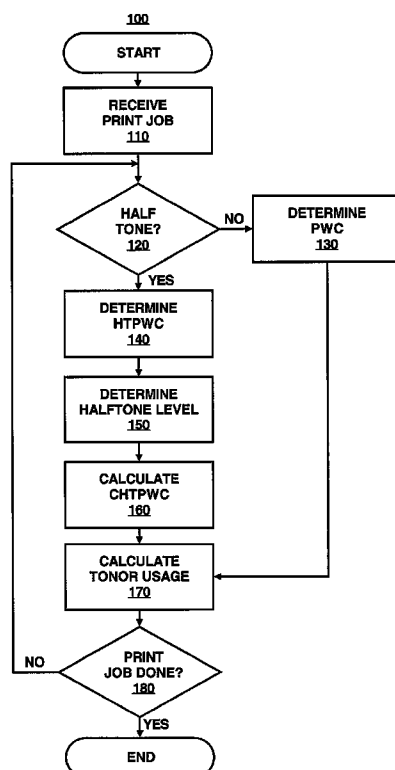 100
START
RECEIVE
PRINT JOB
110
HALF
TONE?
120
NO
DETERMINE
PWC
130
YES
DETERMINE
HTPWC
140
DETERMINE
HALFTONE LEVEL
150
CALCULATE
CHTPWC
160
CALCULATE
TONOR USAGE
170
NO
PRINT
JOB DONE?
180
YES
END